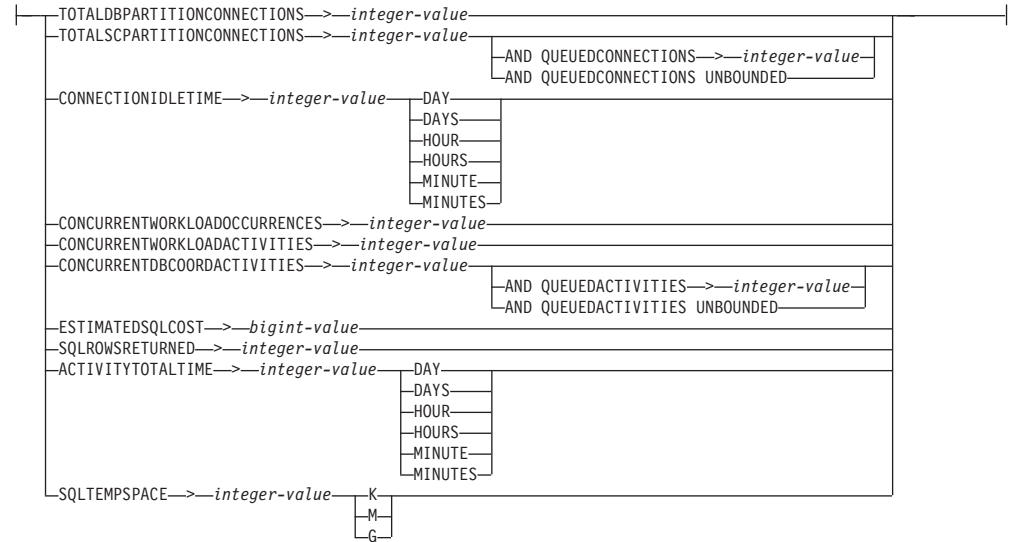 TOTALDBPARTITIONCONNECTIONS > integer-value
TOTALSCPARTITIONCONNECTIONS > integer-value
AND QUEUEDCONNECTIONS > integer-value
AND QUEUEDCONNECTIONS UNBOUNDED
CONNECTIONIDLETIME > integer-value DAY
DAYS
HOUR
HOURS
MINUTE
MINUTES
CONCURRENTWORKLOADOCCURRENCES > integer-value
CONCURRENTWORKLOADACTIVITIES > integer-value
CONCURRENTDBCOORDACTIVITIES > integer-value
AND QUEUEDACTIVITIES > integer-value
AND QUEUEDACTIVITIES UNBOUNDED
ESTIMATEDSQLCOST > bigint-value
SQLROWSRETURNED > integer-value
ACTIVITYTOTALTIME > integer-value DAY
DAYS
HOUR
HOURS
MINUTE
MINUTES
SQLTEMPSPACE > integer-value K
M
G